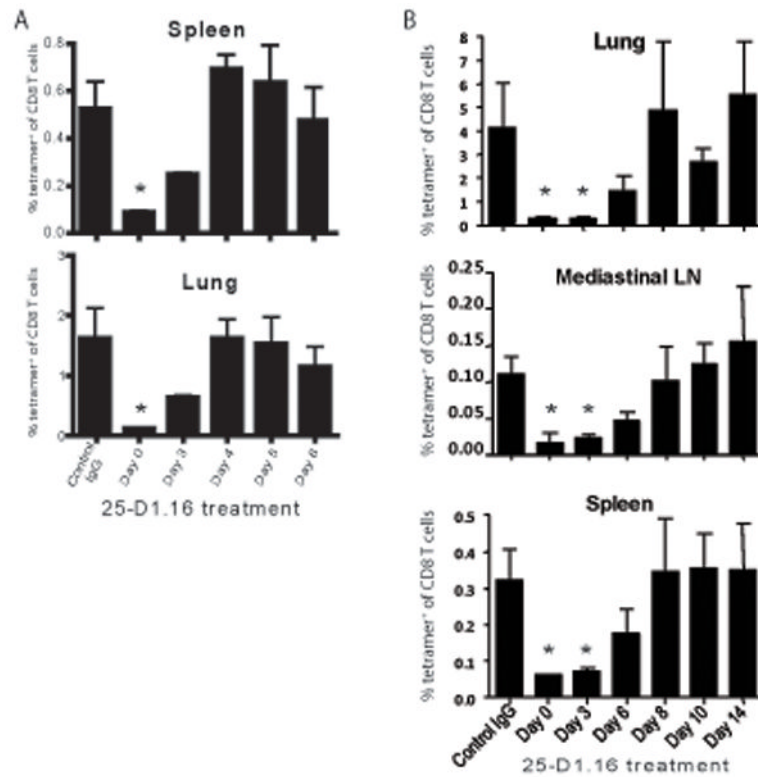 A
Spleen
% tetramer⁺ of CD8 T cells
0.8
0.6
0.4
0.2
0.0
*
Lung
% tetramer⁺ of CD8 T cells
3
2
1
0
*
Control IgG
Day 0
Day 3
Day 4
Day 5
Day 6
25-D1.16 treatment
B
Lung
% tetramer⁺ of CD8 T cells
8
7
6
5
4
3
2
1
0
* *
Mediastinal LN
% tetramer⁺ of CD8 T cells
0.25
0.20
0.15
0.10
0.05
0.00
* *
Spleen
% tetramer⁺ of CD8 T cells
0.5
0.4
0.3
0.2
0.1
0.0
* *
Control IgG
Day 0
Day 3
Day 6
Day 8
Day 10
Day 14
25-D1.16 treatment